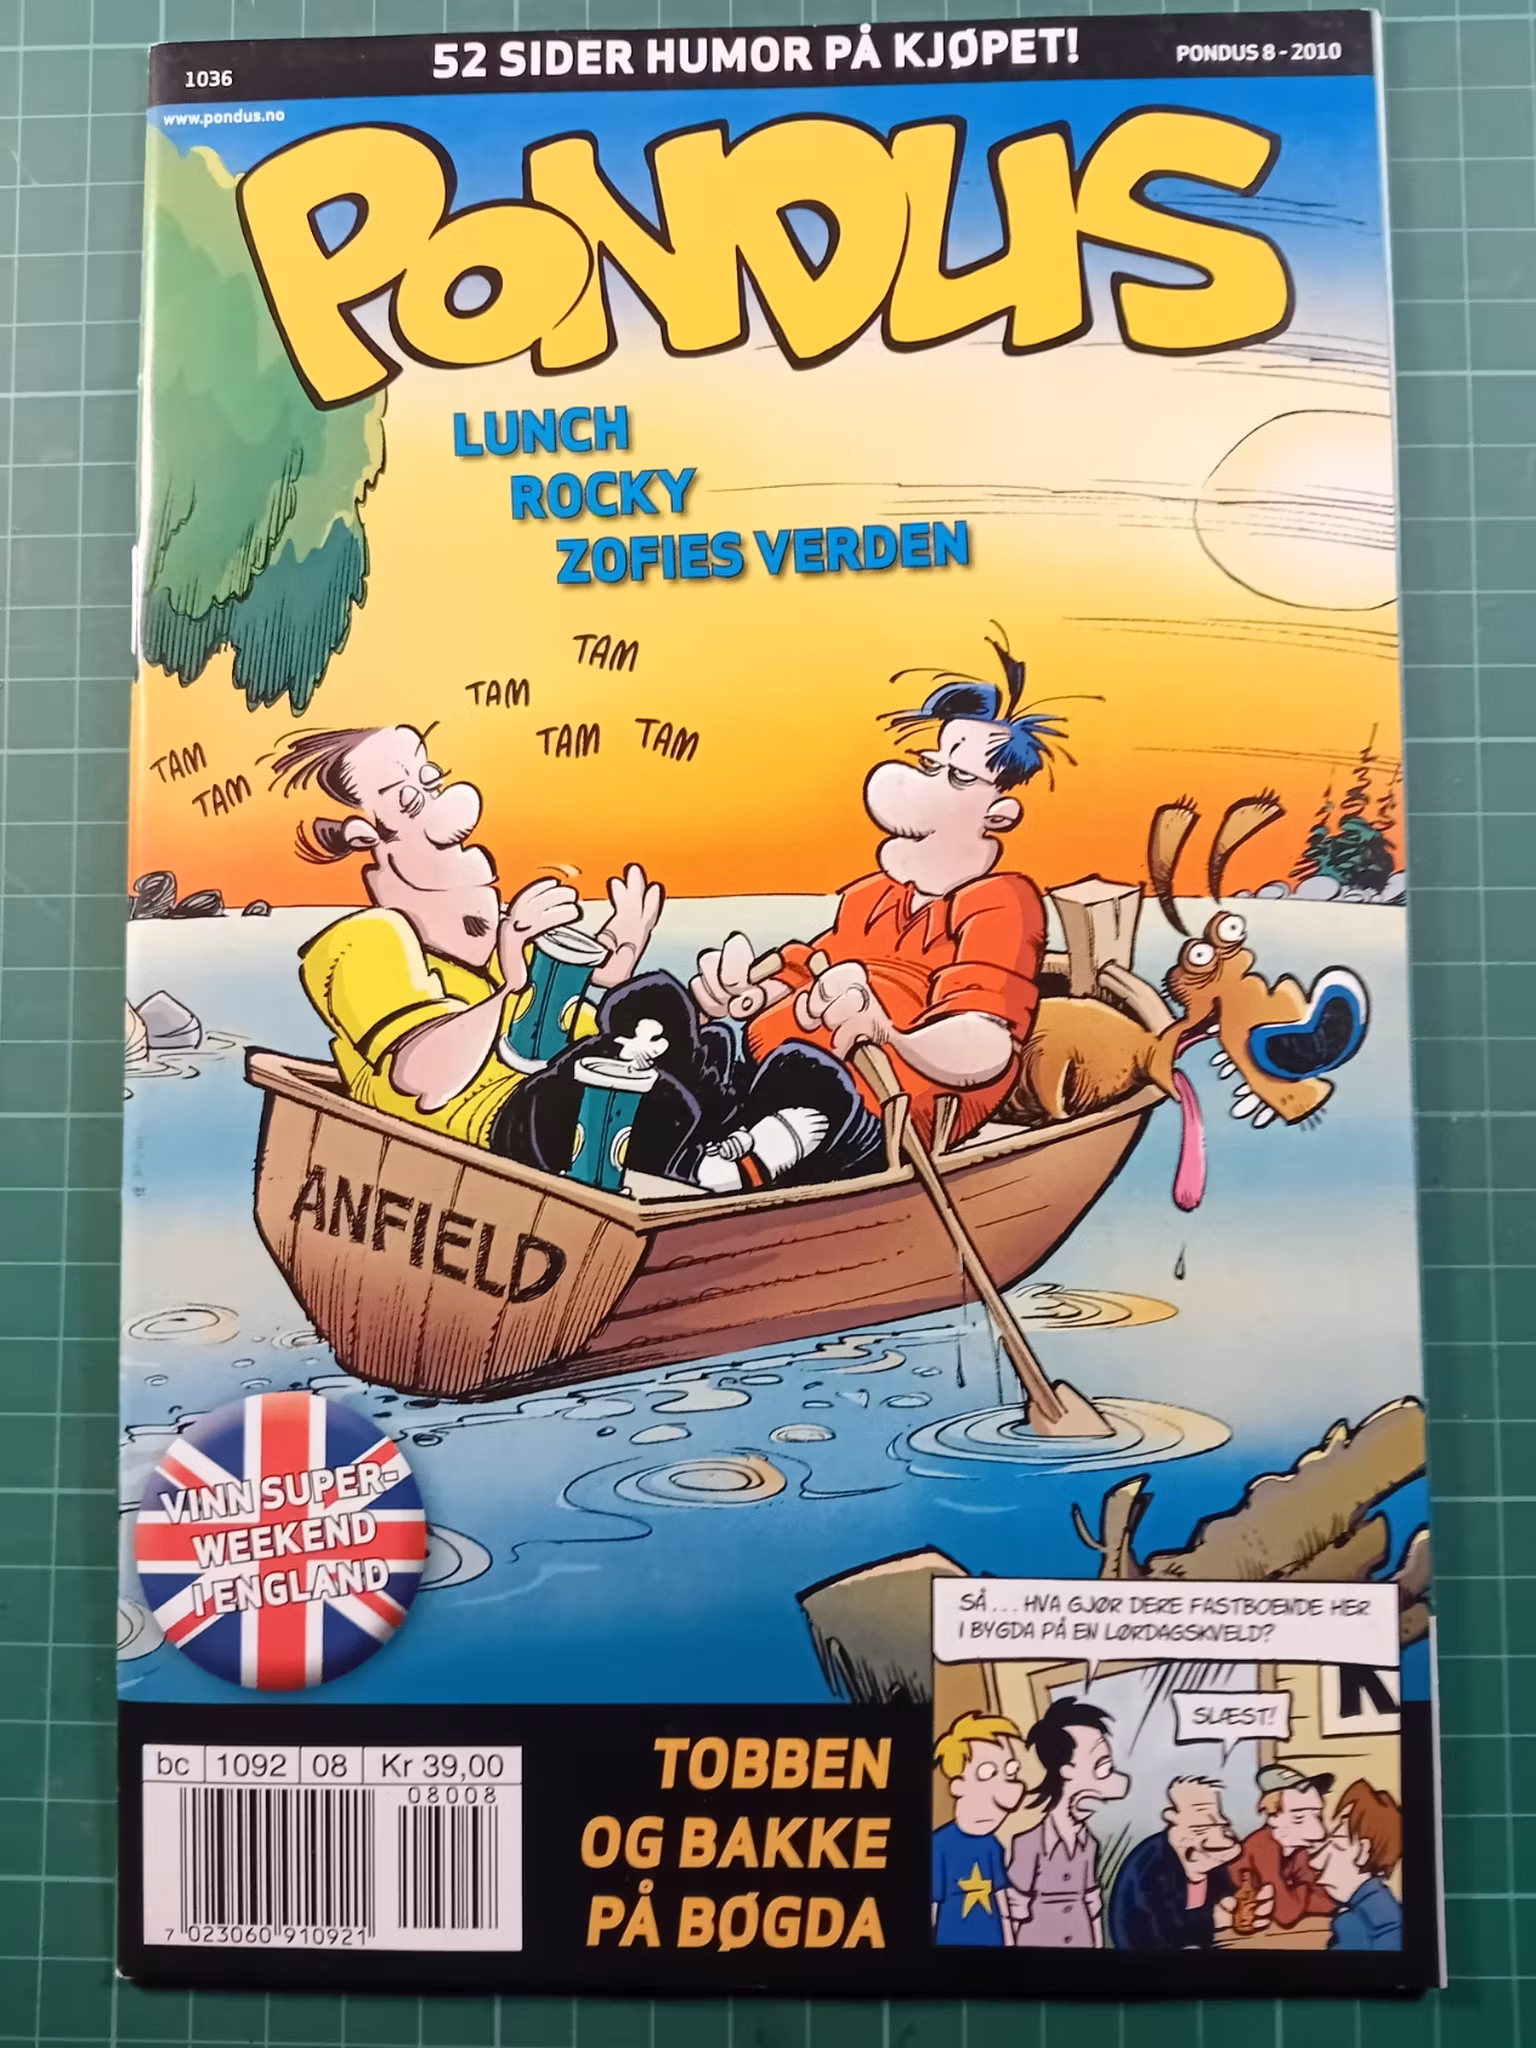 52 SIDER HUMOR PÅ KJØPET!
PONDUS 8 - 2010
1036
www.pondus.no
PONDUS
LUNCH
ROCKY
ZOFIES VERDEN
TAM
TAM
TAM TAM
TAM
TAM
ANFIELD
VINN SUPER-
WEEKEND
I ENGLAND
SÅ... HVA GJØR DERE FASTBOENDE HER
I BYGDA PÅ EN LØRDAGSKVELD?
SLÆST!
K
bc 1092 08 Kr 39,00
08008
7 023060 910921
TOBBEN
OG BAKKE
PÅ BØGDA